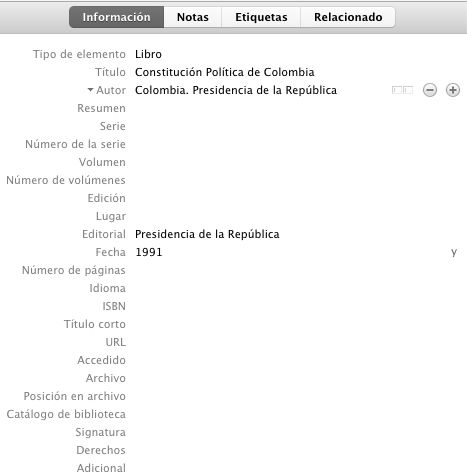 Información Notas Etiquetas Relacionado
Tipo de elemento Libro
Título Constitución Política de Colombia
Autor Colombia. Presidencia de la República
Resumen
Serie
Número de la serie
Volumen
Número de volúmenes
Edición
Lugar
Editorial Presidencia de la República
Fecha 1991 y
Número de páginas
Idioma
ISBN
Título corto
URL
Accedido
Archivo
Posición en archivo
Catálogo de biblioteca
Signatura
Derechos
Adicional